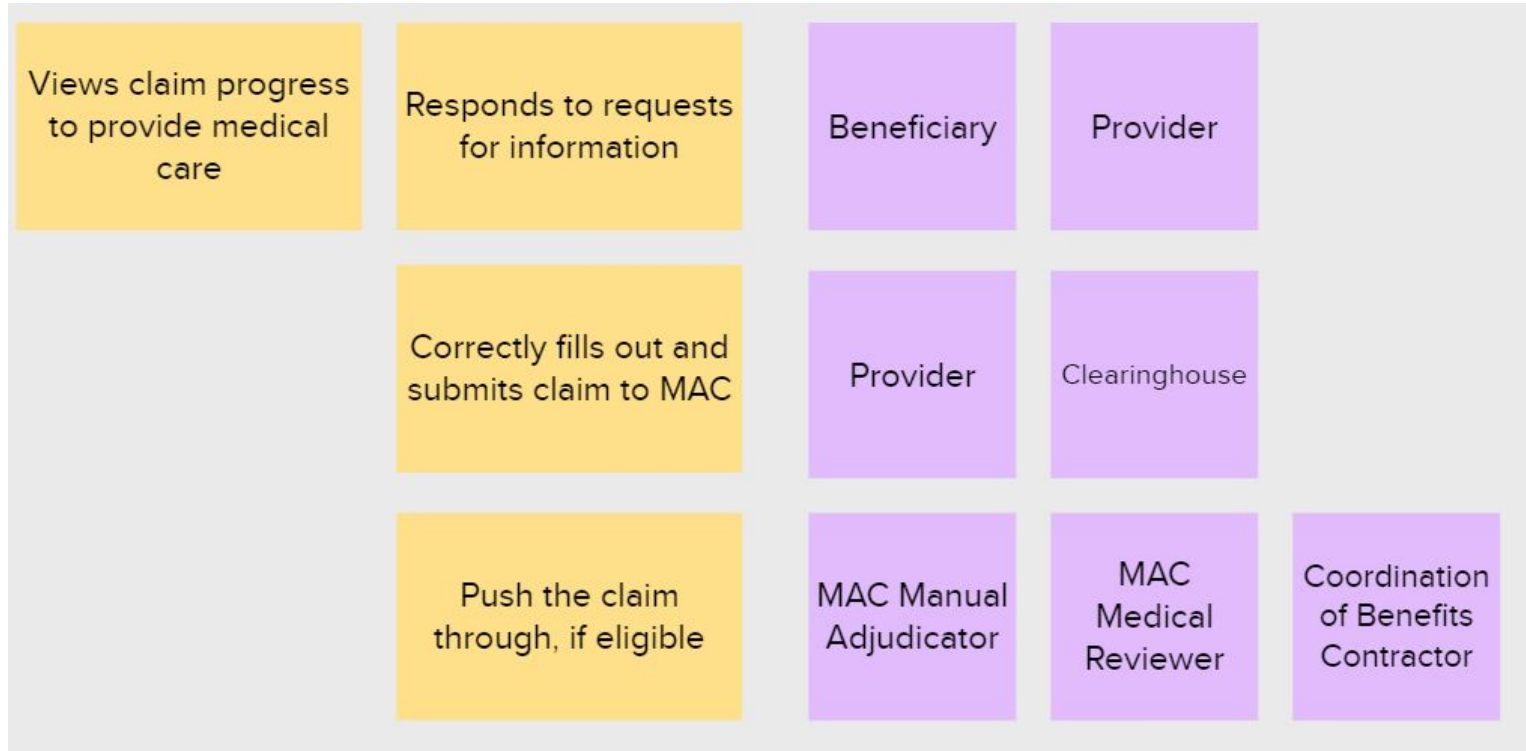 Views claim progress
to provide medical
care
Responds to requests
for information
Beneficiary
Provider
Correctly fills out and
submits claim to MAC
Provider
Clearinghouse
Push the claim
through, if eligible
MAC Manual
Adjudicator
MAC
Medical
Reviewer
Coordination
of Benefits
Contractor